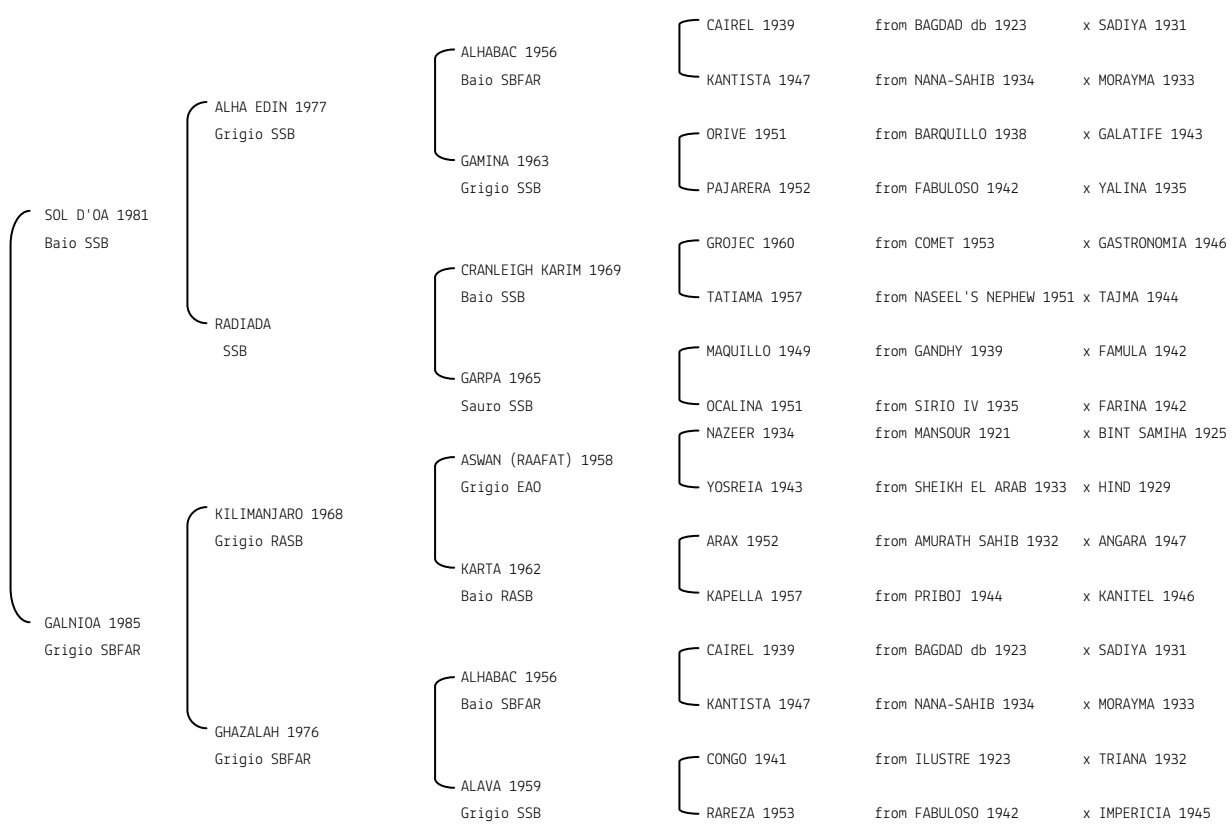 CAIREL 1939 from BAGDAD db 1923 x SADIYA 1931
ALHABAC 1956
Baio SBFAR KANTISTA 1947 from NANA-SAHIB 1934 x MORAYMA 1933
ALHA EDIN 1977
Grigio SSB ORIVE 1951 from BARQUILLO 1938 x GALATIFE 1943
GAMINA 1963
Grigio SSB PAJARERA 1952 from FABULOSO 1942 x YALINA 1935
SOL D'OA 1981
Baio SSB GROJEC 1960 from COMET 1953 x GASTRONOMIA 1946
CRANLEIGH KARIM 1969
Baio SSB TATIAMA 1957 from NASEEL'S NEPHEW 1951 x TAJMA 1944
RADIADA
SSB MAQUILLO 1949 from GANDHY 1939 x FAMULA 1942
GARPA 1965
Sauro SSB OCALINA 1951 from SIRIO IV 1935 x FARINA 1942
NAZEER 1934 from MANSOUR 1921 x BINT SAMIHA 1925
ASWAN (RAAFAT) 1958
Grigio EAO YOSREIA 1943 from SHEIKH EL ARAB 1933 x HIND 1929
KILIMANJARO 1968
Grigio RASB ARAX 1952 from AMURATH SAHIB 1932 x ANGARA 1947
KARTA 1962
Baio RASB KAPELLA 1957 from PRIBOJ 1944 x KANITEL 1946
GALNIOA 1985
Grigio SBFAR CAIREL 1939 from BAGDAD db 1923 x SADIYA 1931
ALHABAC 1956
Baio SBFAR KANTISTA 1947 from NANA-SAHIB 1934 x MORAYMA 1933
GHAZALAH 1976
Grigio SBFAR CONGO 1941 from ILUSTRE 1923 x TRIANA 1932
ALAVA 1959
Grigio SSB RAREZA 1953 from FABULOSO 1942 x IMPERICIA 1945